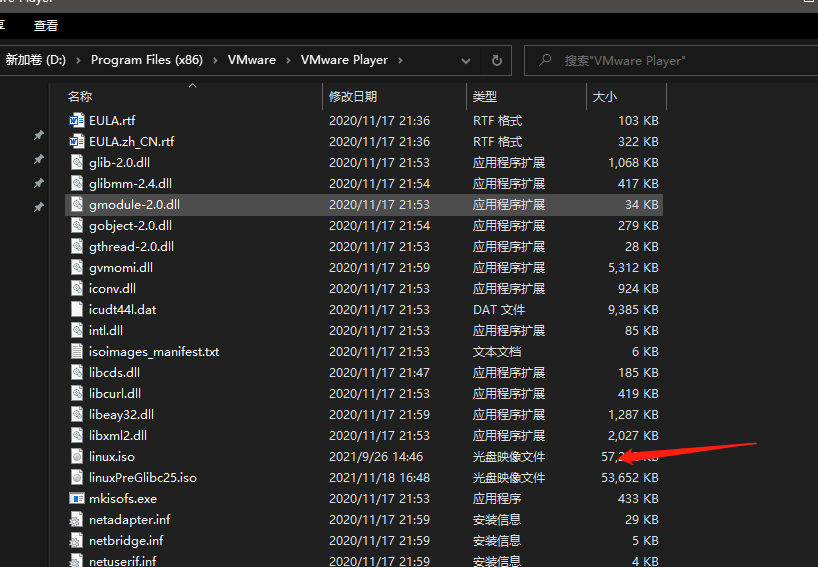 查看
新加卷 (D:) › Program Files (x86) › VMware › VMware Player ›
搜索"VMware Player"
名称 修改日期 类型 大小
EULA.rtf 2020/11/17 21:36 RTF 格式 103 KB
EULA.zh_CN.rtf 2020/11/17 21:36 RTF 格式 322 KB
glib-2.0.dll 2020/11/17 21:53 应用程序扩展 1,068 KB
glibmm-2.4.dll 2020/11/17 21:54 应用程序扩展 417 KB
gmodule-2.0.dll 2020/11/17 21:53 应用程序扩展 34 KB
gobject-2.0.dll 2020/11/17 21:54 应用程序扩展 279 KB
gthread-2.0.dll 2020/11/17 21:53 应用程序扩展 28 KB
gvmomi.dll 2020/11/17 21:59 应用程序扩展 5,312 KB
iconv.dll 2020/11/17 21:53 应用程序扩展 924 KB
icudt44l.dat 2020/11/17 21:53 DAT 文件 9,385 KB
intl.dll 2020/11/17 21:53 应用程序扩展 85 KB
isoimages_manifest.txt 2020/11/17 21:53 文本文档 6 KB
libcds.dll 2020/11/17 21:47 应用程序扩展 185 KB
libcurl.dll 2020/11/17 21:53 应用程序扩展 419 KB
libeay32.dll 2020/11/17 21:59 应用程序扩展 1,287 KB
libxml2.dll 2020/11/17 21:53 应用程序扩展 2,027 KB
linux.iso 2021/9/26 14:46 光盘映像文件 KB
linuxPreGlibc25.iso 2021/11/18 16:48 光盘映像文件 53,652 KB
mkisofs.exe 2020/11/17 21:53 应用程序 433 KB
netadapter.inf 2020/11/17 21:59 安装信息 29 KB
netbridge.inf 2020/11/17 21:59 安装信息 5 KB
netuserif.inf 2020/11/17 21:59 安装信息 4 KB